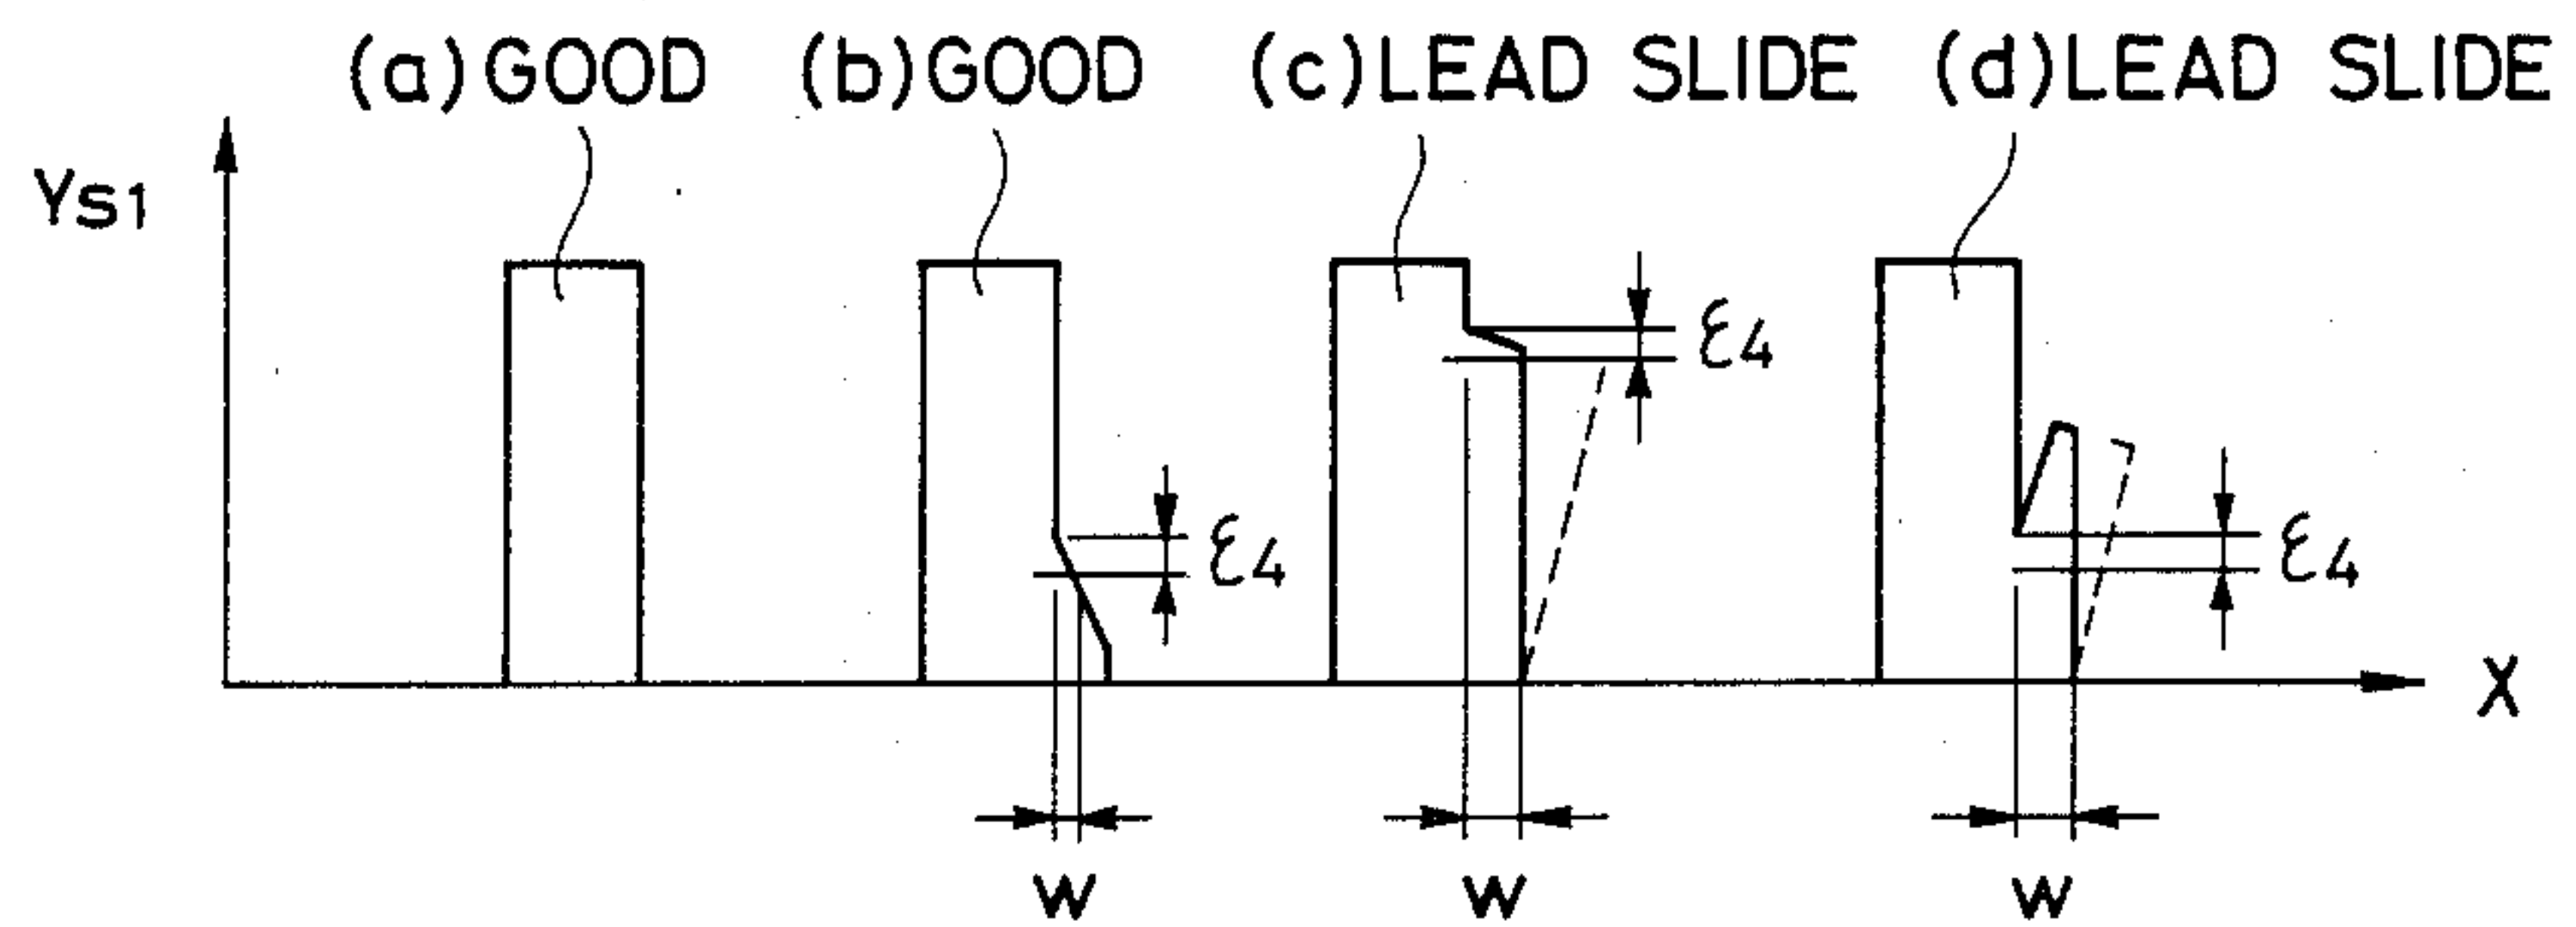 (a) GOOD (b) GOOD (c) LEAD SLIDE (d) LEAD SLIDE
Ys1
ε4
ε4
ε4
X
W W W